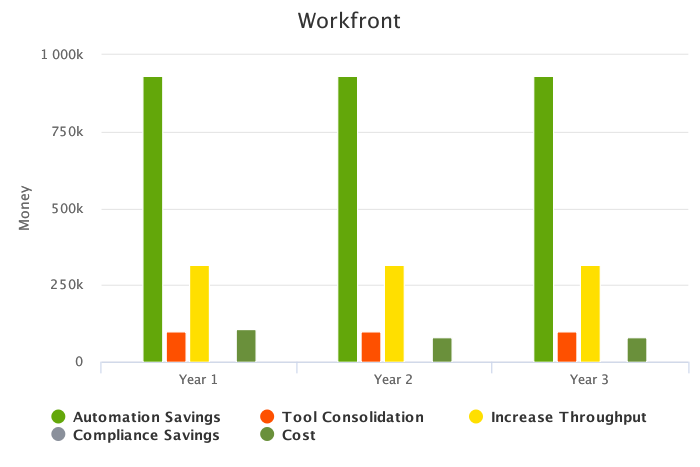 Workfront
1 000k
750k
500k
250k
0
Money
Year 1
Year 2
Year 3
Automation Savings
Tool Consolidation
Increase Throughput
Compliance Savings
Cost